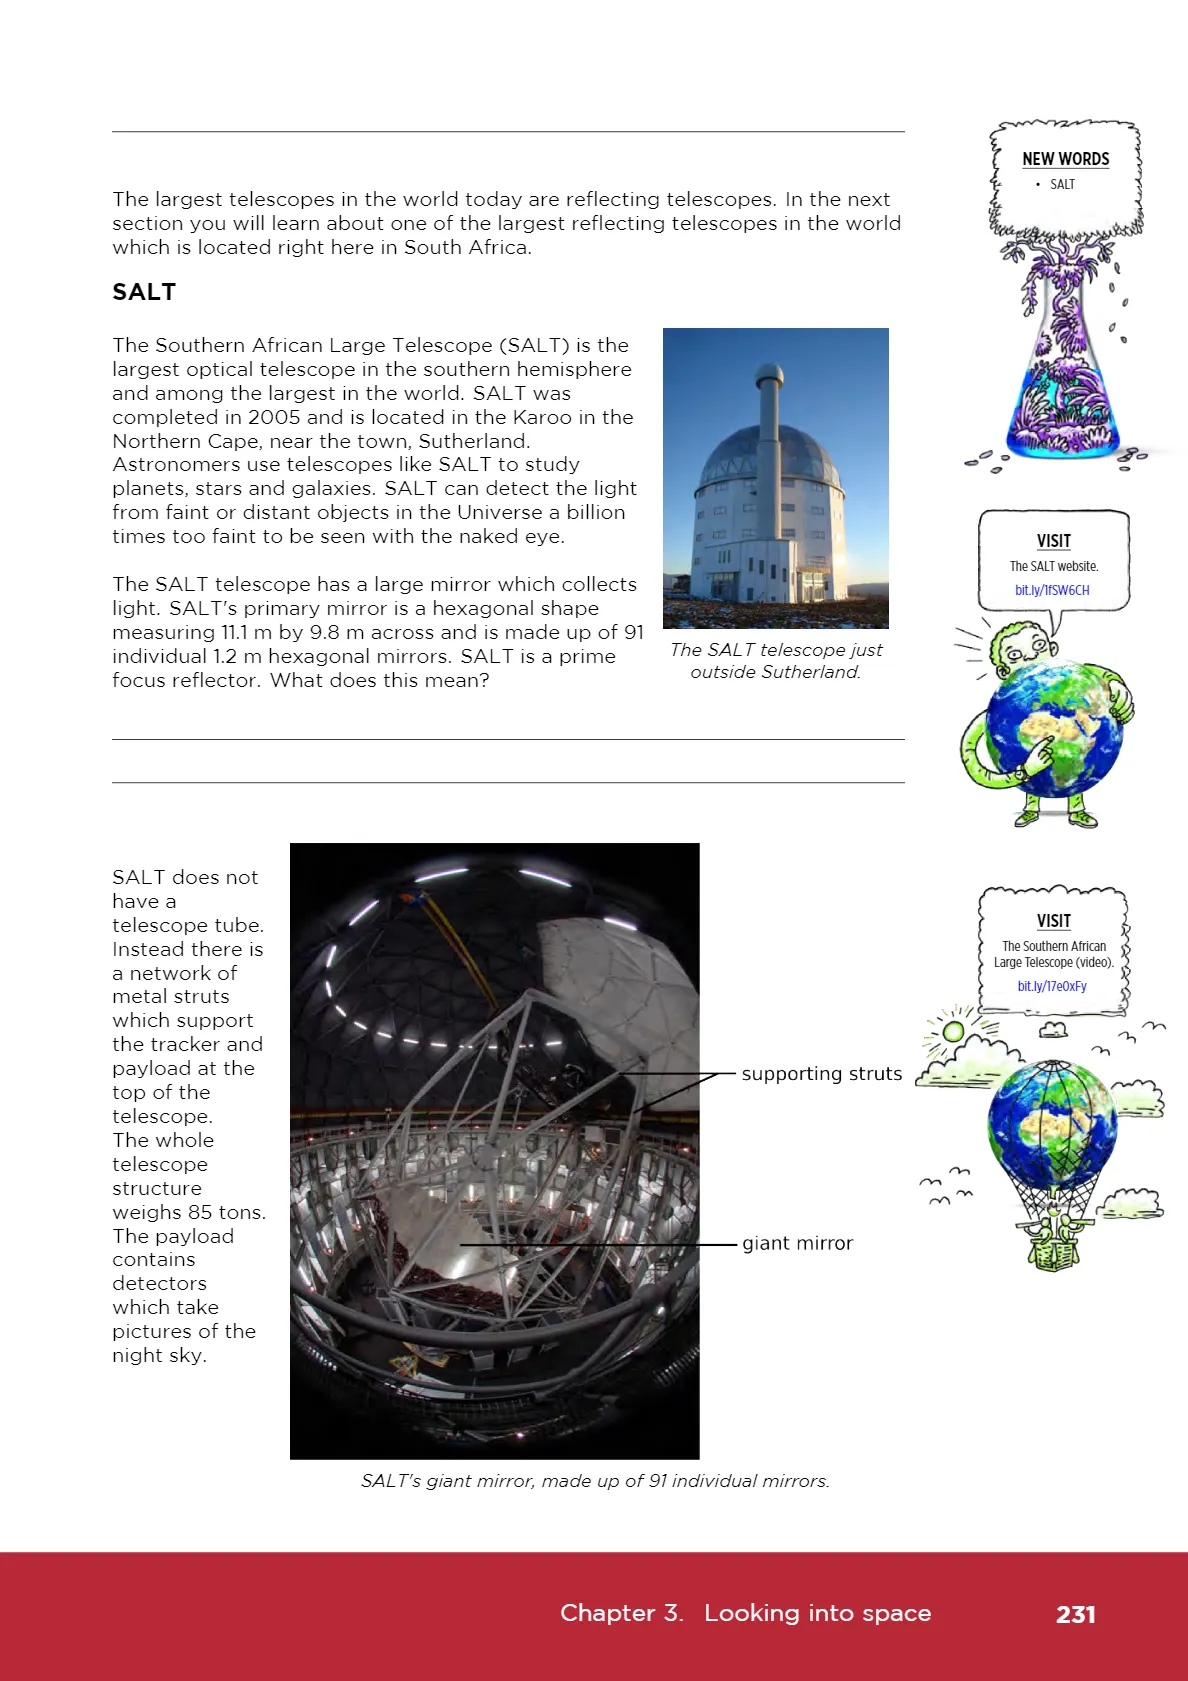 The largest telescopes in the world today are reflecting telescopes. In the next
section you will learn about one of the largest reflecting telescopes in the world
which is located right here in South Africa.
SALT
The Southern African Large Telescope (SALT) is the
largest optical telescope in the southern hemisphere
and among the largest in the world. SALT was
completed in 2005 and is located in the Karoo in the
Northern Cape, near the town, Sutherland.
Astronomers use telescopes like SALT to study
planets, stars and galaxies. SALT can detect the light
from faint or distant objects in the Universe a billion
times too faint to be seen with the naked eye.
The SALT telescope has a large mirror which collects
light. SALT's primary mirror is a hexagonal shape
measuring 11.1 m by 9.8 m across and is made up of 91
individual 1.2 m hexagonal mirrors. SALT is a prime
focus reflector. What does this mean?
The SALT telescope just
outside Sutherland.
SALT does not
have a
telescope tube.
Instead there is
a network of
metal struts
which support
the tracker and
payload at the
top of the
telescope.
The whole
telescope
structure
weighs 85 tons.
The payload
contains
detectors
which take
pictures of the
night sky.
supporting struts
giant mirror
SALT's giant mirror, made up of 91 individual mirrors.
NEW WORDS
• SALT
VISIT
The SALT website.
bit.ly/1fSW6CH
VISIT
The Southern African
Large Telescope (video).
bit.ly/17e0xFy
Chapter 3. Looking into space 231